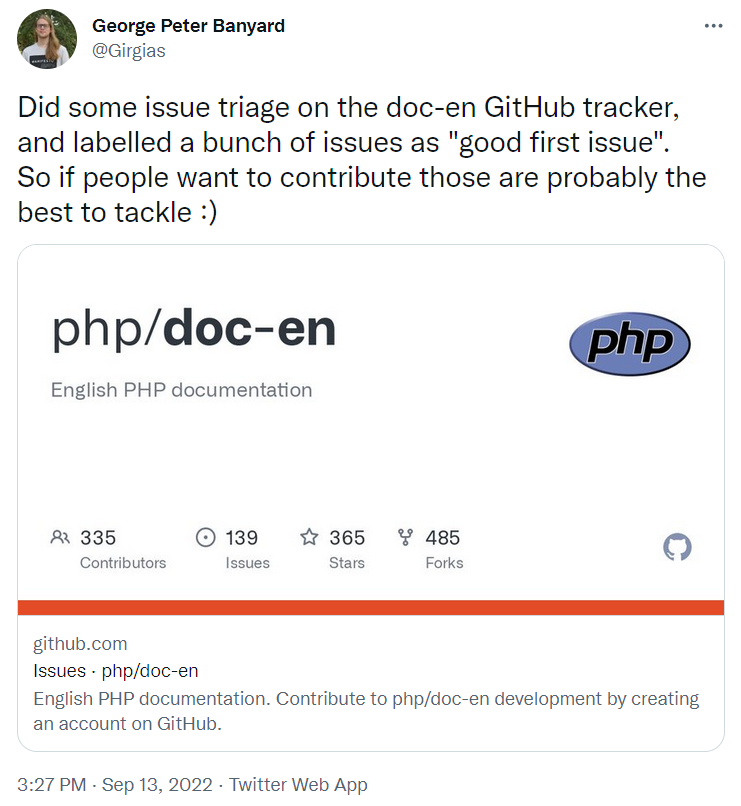 George Peter Banyard
@Girgias
Did some issue triage on the doc-en GitHub tracker,
and labelled a bunch of issues as "good first issue".
So if people want to contribute those are probably the
best to tackle :)
php/doc-en
php
English PHP documentation
335
Contributors
139
Issues
365
Stars
485
Forks
github.com
Issues · php/doc-en
English PHP documentation. Contribute to php/doc-en development by creating
an account on GitHub.
3:27 PM · Sep 13, 2022 · Twitter Web App